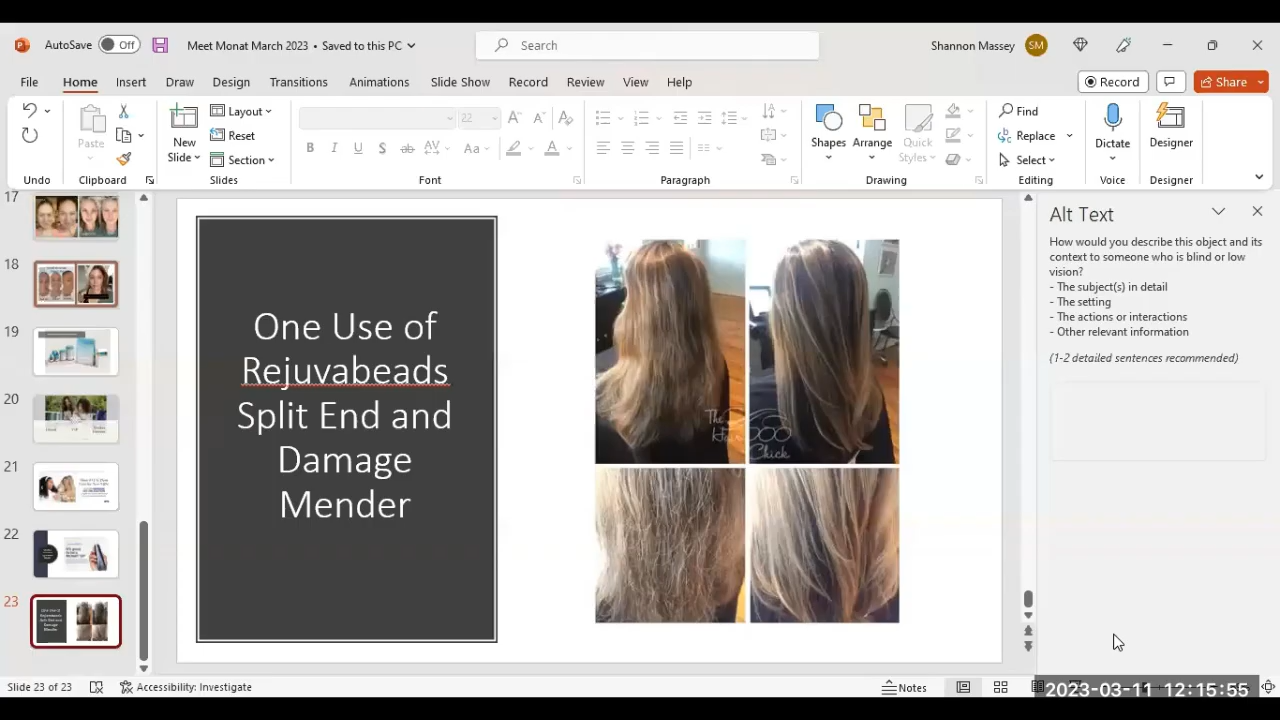 AutoSave Off Meet Monat March 2023 • Saved to this PC Search Shannon Massey SM
File Home Insert Draw Design Transitions Animations Slide Show Record Review View Help Record Share
Layout 22 Find
Reset Replace
Paste New Slide Section Aa A Shapes Arrange Quick Styles Select Dictate Designer
Undo Clipboard Slides Font Paragraph Drawing Editing Voice Designer
17
18
19
20
21
22
23
One Use of
Rejuvabeads
Split End and
Damage
Mender
The
Hair
Chick
Alt Text
How would you describe this object and its
context to someone who is blind or low
vision?
- The subject(s) in detail
- The setting
- The actions or interactions
- Other relevant information
(1-2 detailed sentences recommended)
Slide 23 of 23 Accessibility: Investigate Notes
2023-03-11 12:15:55